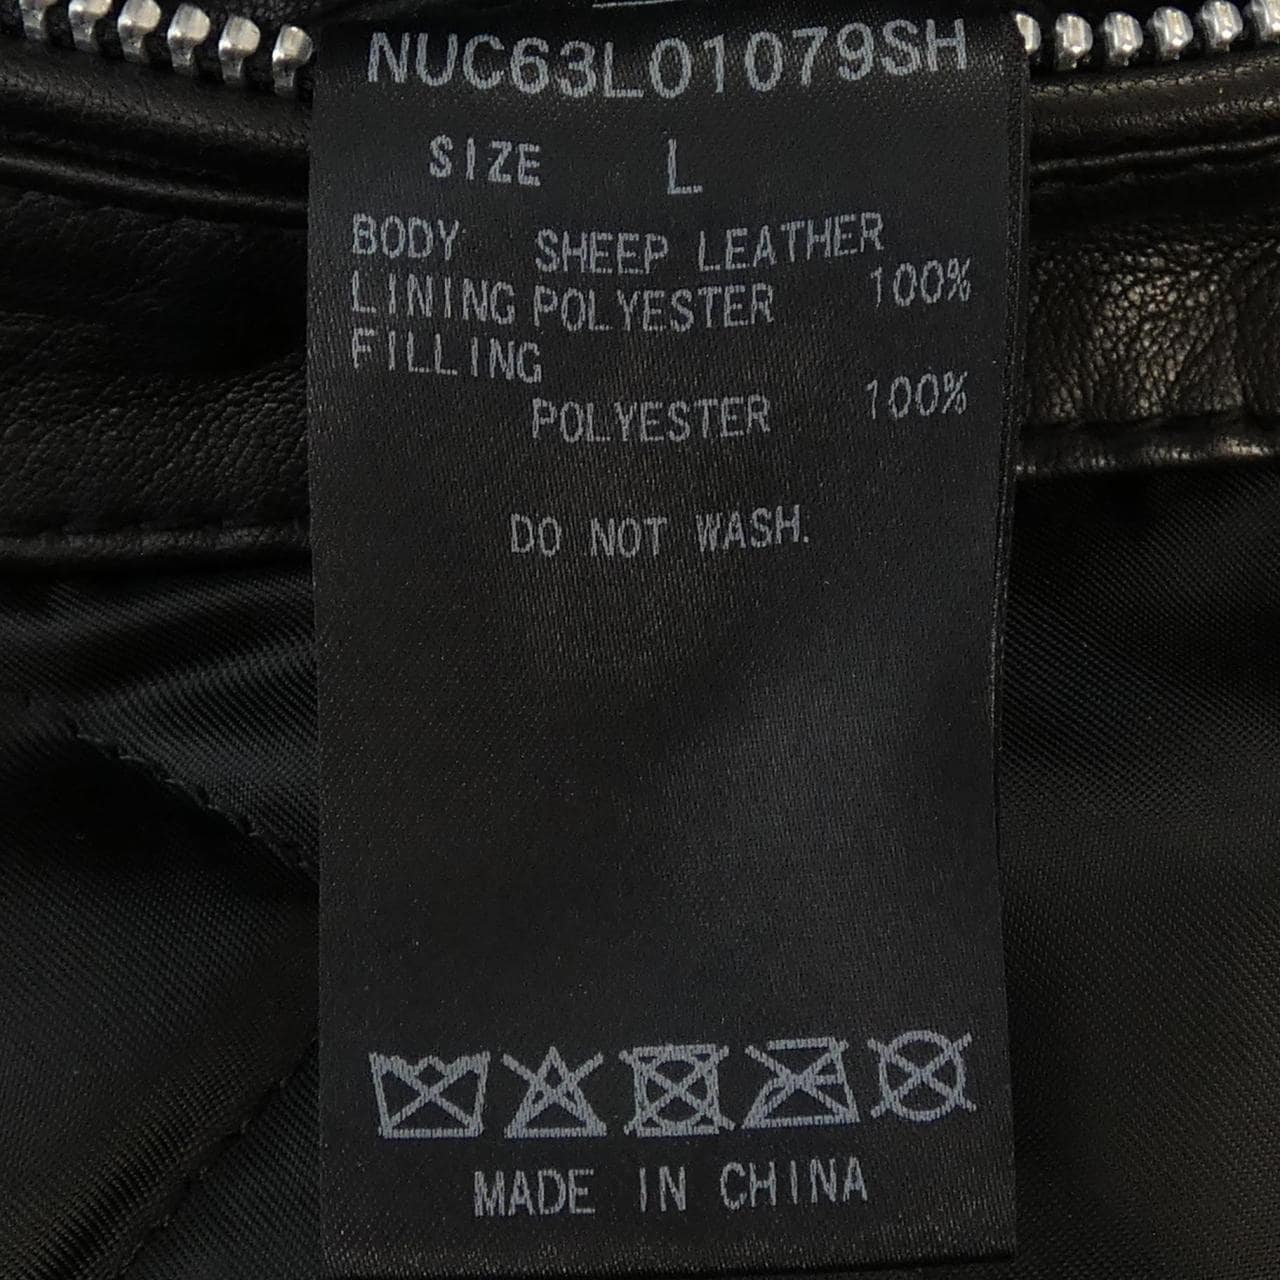 NUC63L01079SH
SIZE L
BODY SHEEP LEATHER
LINING POLYESTER 100%
FILLING
POLYESTER 100%
DO NOT WASH.
MADE IN CHINA